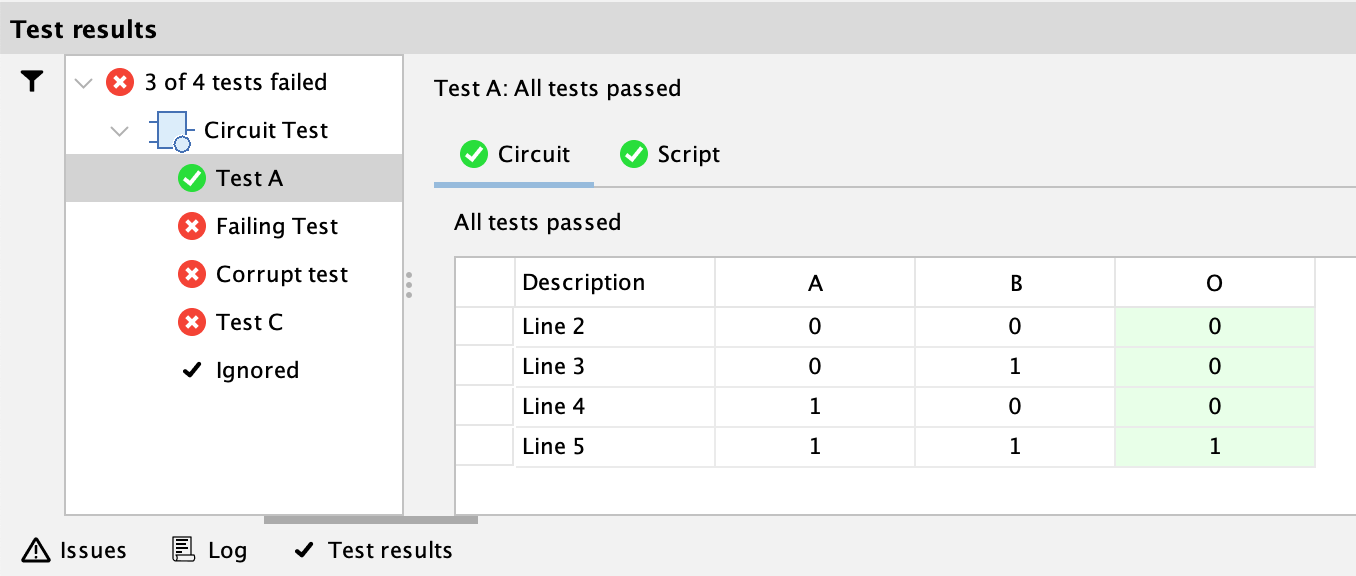 Test results
3 of 4 tests failed
Circuit Test
Test A
Failing Test
Corrupt test
Test C
Ignored
Test A: All tests passed
Circuit Script
All tests passed
Description A B O
Line 2 0 0 0
Line 3 0 1 0
Line 4 1 0 0
Line 5 1 1 1
Issues Log Test results